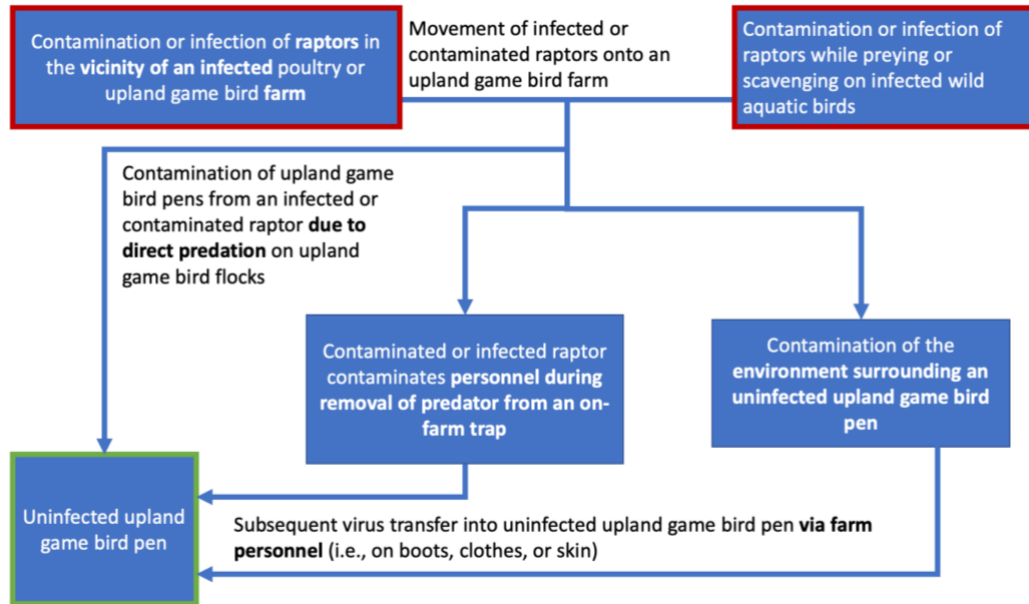 Contamination or infection of raptors in
the vicinity of an infected poultry or
upland game bird farm
Movement of infected or
contaminated raptors onto an
upland game bird farm
Contamination or infection of
raptors while preying or
scavenging on infected wild
aquatic birds
Contamination of upland game
bird pens from an infected or
contaminated raptor due to
direct predation on upland
game bird flocks
Contaminated or infected raptor
contaminates personnel during
removal of predator from an on-
farm trap
Contamination of the
environment surrounding an
uninfected upland game bird
pen
Uninfected upland
game bird pen
Subsequent virus transfer into uninfected upland game bird pen via farm
personnel (i.e., on boots, clothes, or skin)